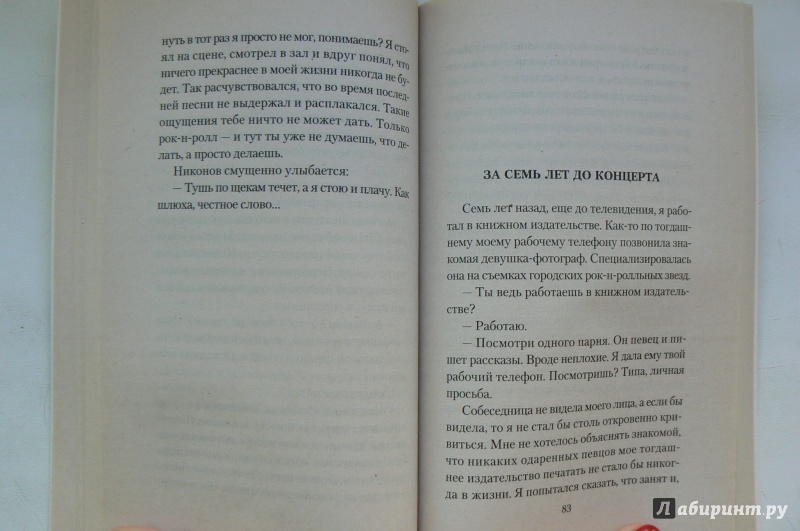 нуть в тот раз я просто не мог, понимаешь? Я сто-
ял на сцене, смотрел в зал и вдруг понял, что
ничего прекраснее в моей жизни никогда не бу-
дет. Так расчувствовался, что во время послед-
ней песни не выдержал и расплакался. Такие
ощущения тебе ничто не может дать. Только
рок-н-ролл — и тут ты уже не думаешь, что де-
лать, а просто делаешь.
Никонов смущенно улыбается:
— Тушь по щекам течет, а я стою и плачу. Как
шлюха, честное слово...
ЗА СЕМЬ ЛЕТ ДО КОНЦЕРТА
Семь лет назад, еще до телевидения, я рабо-
тал в книжном издательстве. Как-то по тогдаш-
нему моему рабочему телефону позвонила зна-
комая девушка-фотограф. Специализировалась
она на съемках городских рок-н-ролльных звезд.
— Ты ведь работаешь в книжном издатель-
стве?
— Работаю.
— Посмотри одного парня. Он певец и пи-
шет рассказы. Вроде неплохие. Я дала ему твой
рабочий телефон. Посмотришь? Типа, личная
просьба.
Собеседница не видела моего лица, а если бы
видела, то я не стал бы столь откровенно кри-
виться. Мне не хотелось объяснять знакомой,
что никаких одаренных певцов мое тогдаш-
нее издательство печатать не стало бы никог-
да в жизни. Я попытался сказать, что занят и,
83
Лабиринт.ру